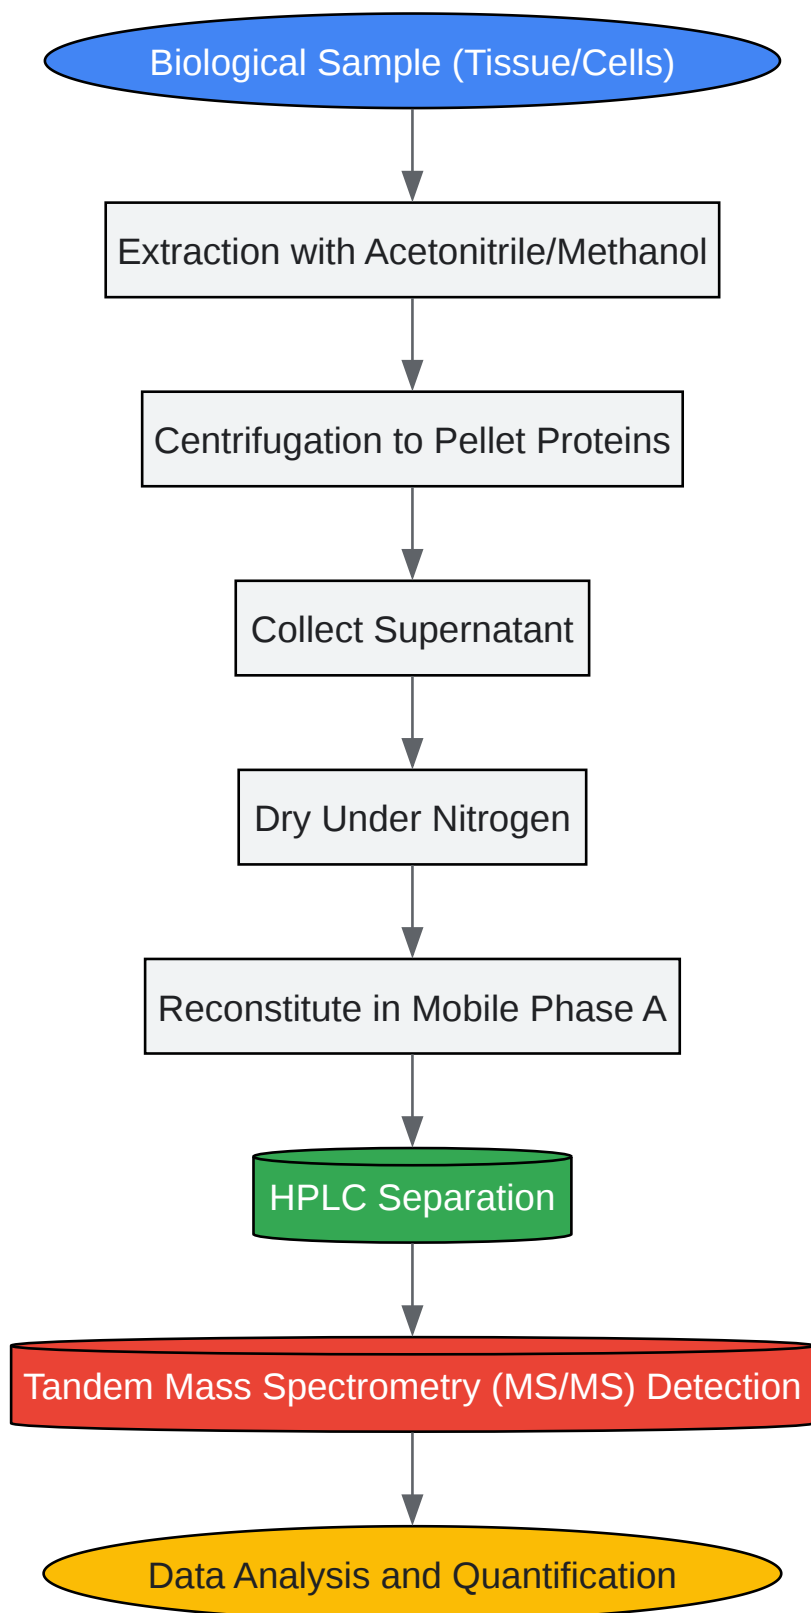 Biological Sample (Tissue/Cells)
Extraction with Acetonitrile/Methanol
Centrifugation to Pellet Proteins
Collect Supernatant
Dry Under Nitrogen
Reconstitute in Mobile Phase A
HPLC Separation
Tandem Mass Spectrometry (MS/MS) Detection
Data Analysis and Quantification